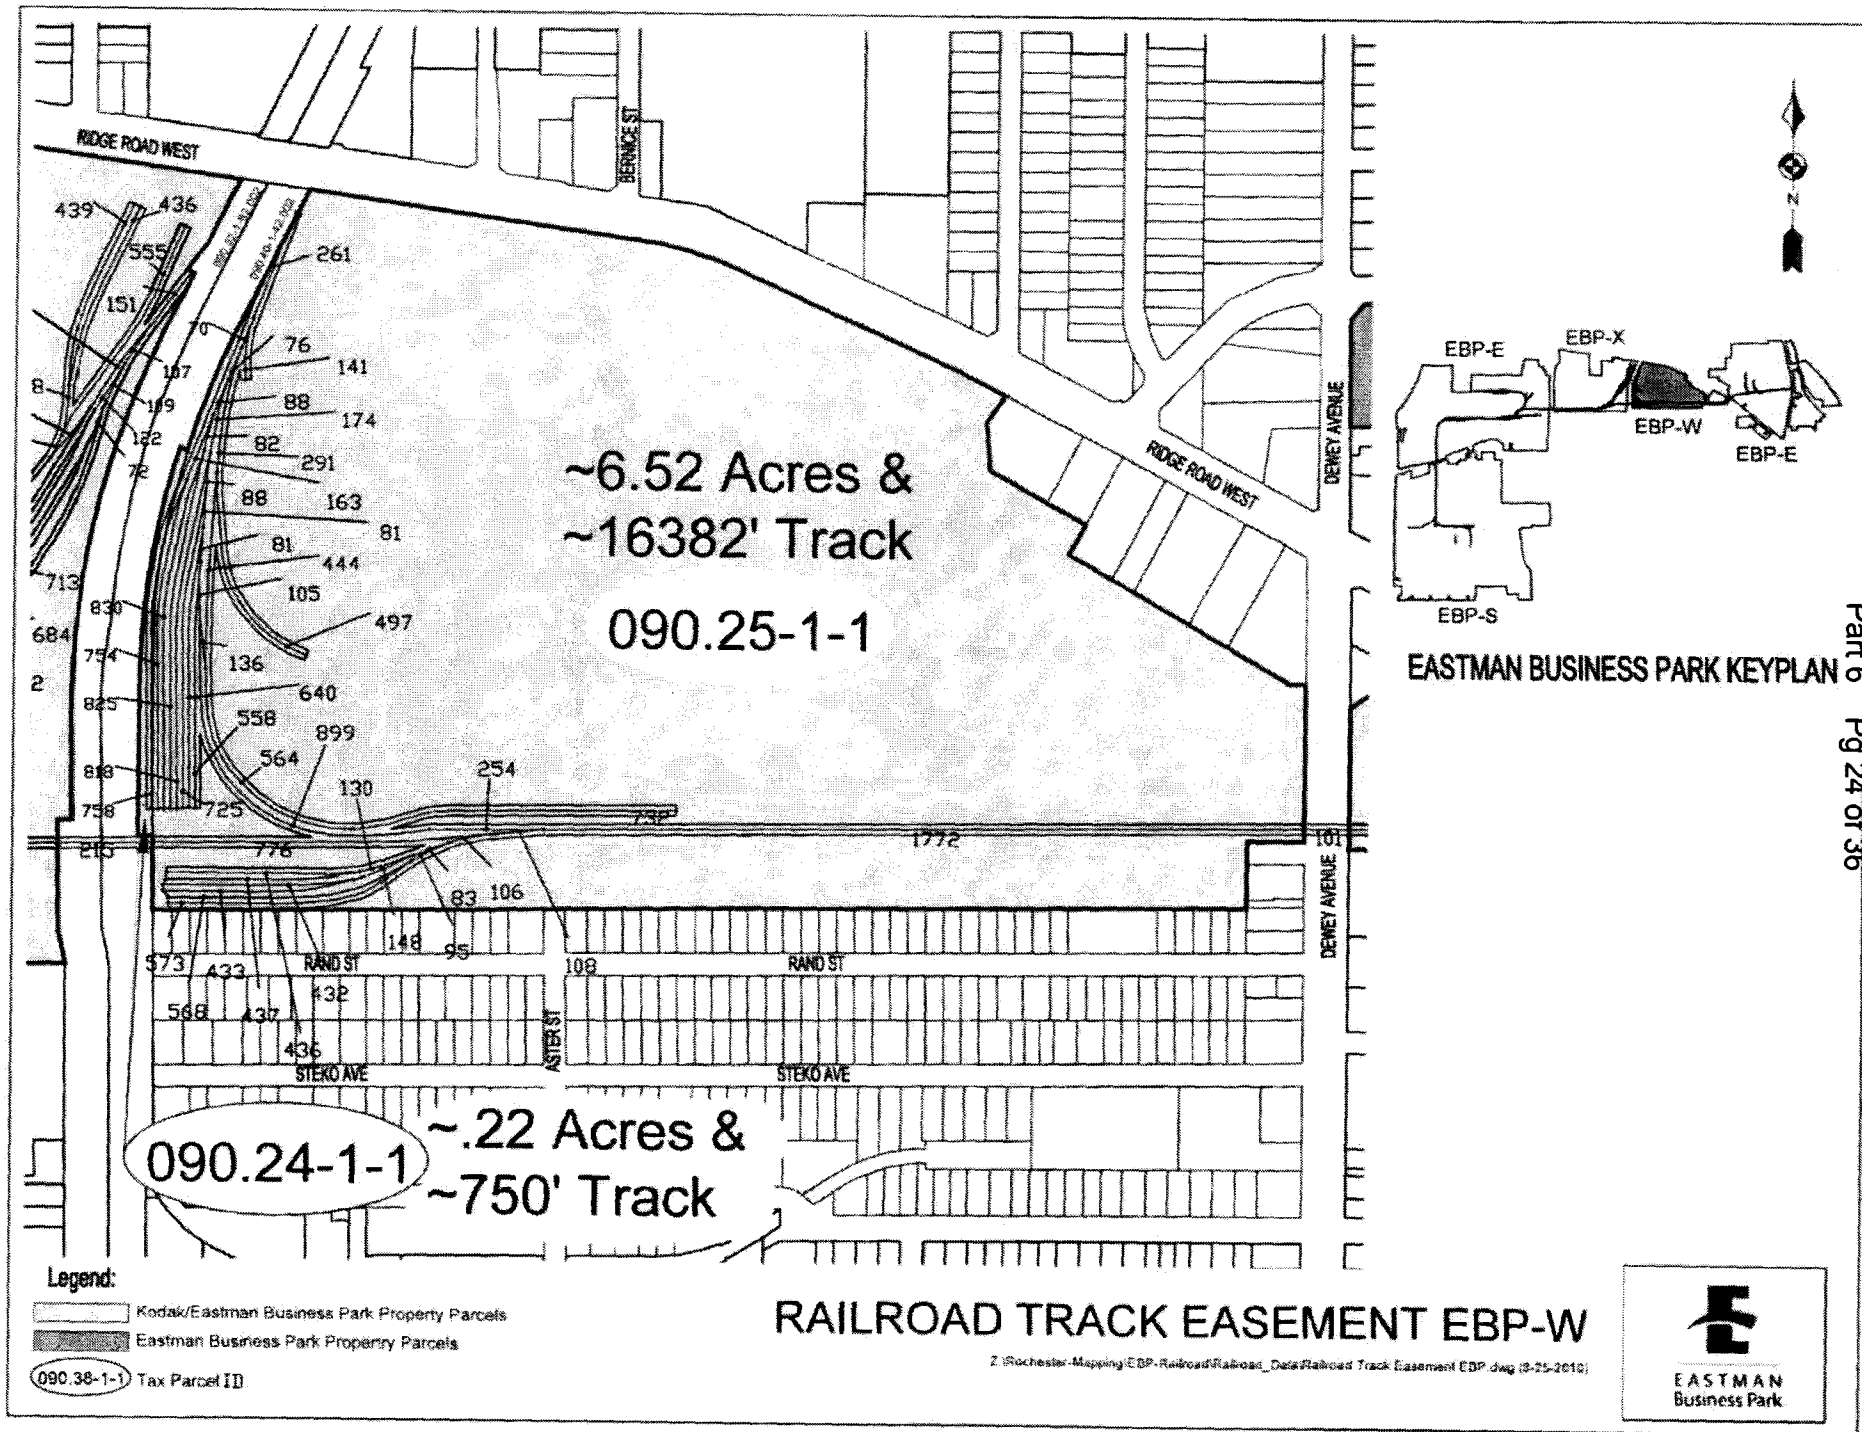 RIDGE ROAD WEST
BERNICE ST
439
436
555
261
151
70
76
141
107
88
174
82
122
291
72
88
163
81
81
444
713
105
830
497
684
136
754
2
640
825
558
899
564
254
818
130
758
725
732
213
776
1772
101
83
106
148
95
573
433
RAND ST
108
RAND ST
432
568
437
436
ASTER ST
STEKO AVE
STEKO AVE
~6.52 Acres &
~16382' Track
090.25-1-1
RIDGE ROAD WEST
DEWEY AVENUE
DEWEY AVENUE
090.24-1-1
~.22 Acres &
~750' Track
N
EBP-E
EBP-X
EBP-W
EBP-E
EBP-S
EASTMAN BUSINESS PARK KEYPLAN
Part 6 Pg 24 of 36
Legend:
Kodak/Eastman Business Park Property Parcels
Eastman Business Park Propertry Parcels
090.38-1-1 Tax Parcel ID
RAILROAD TRACK EASEMENT EBP-W
EASTMAN
Business Park